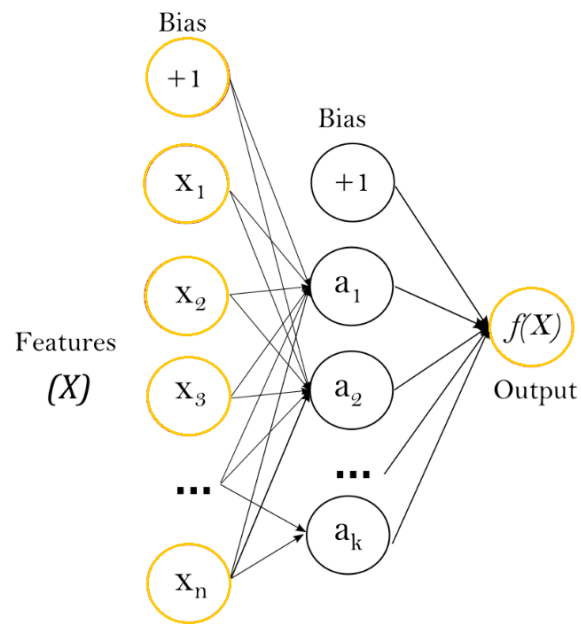 Bias
+1
x₁
x₂
x₃
...
xₙ
Features
(X)
Bias
+1
a₁
a₂
...
aₖ
f(X)
Output